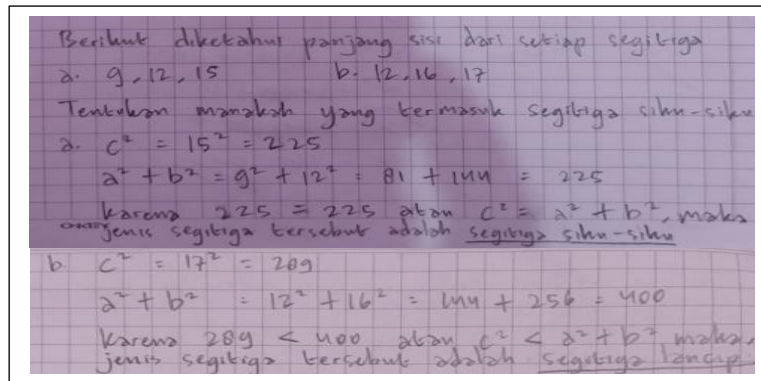 Berikut diketahui panjang sisi dari setiap segitiga
a. 9, 12, 15 b. 12, 16, 17
Tentukan manakah yang termasuk segitiga siku-siku
a. c² = 15² = 225
a² + b² = 9² + 12² = 81 + 144 = 225
Karena 225 = 225 atau c² = a² + b², maka
jenis segitiga tersebut adalah segitiga siku-siku
b. c² = 17² = 289
a² + b² = 12² + 16² = 144 + 256 = 400
Karena 289 < 400 atau c² < a² + b² maka
jenis segitiga tersebut adalah segitiga lancip